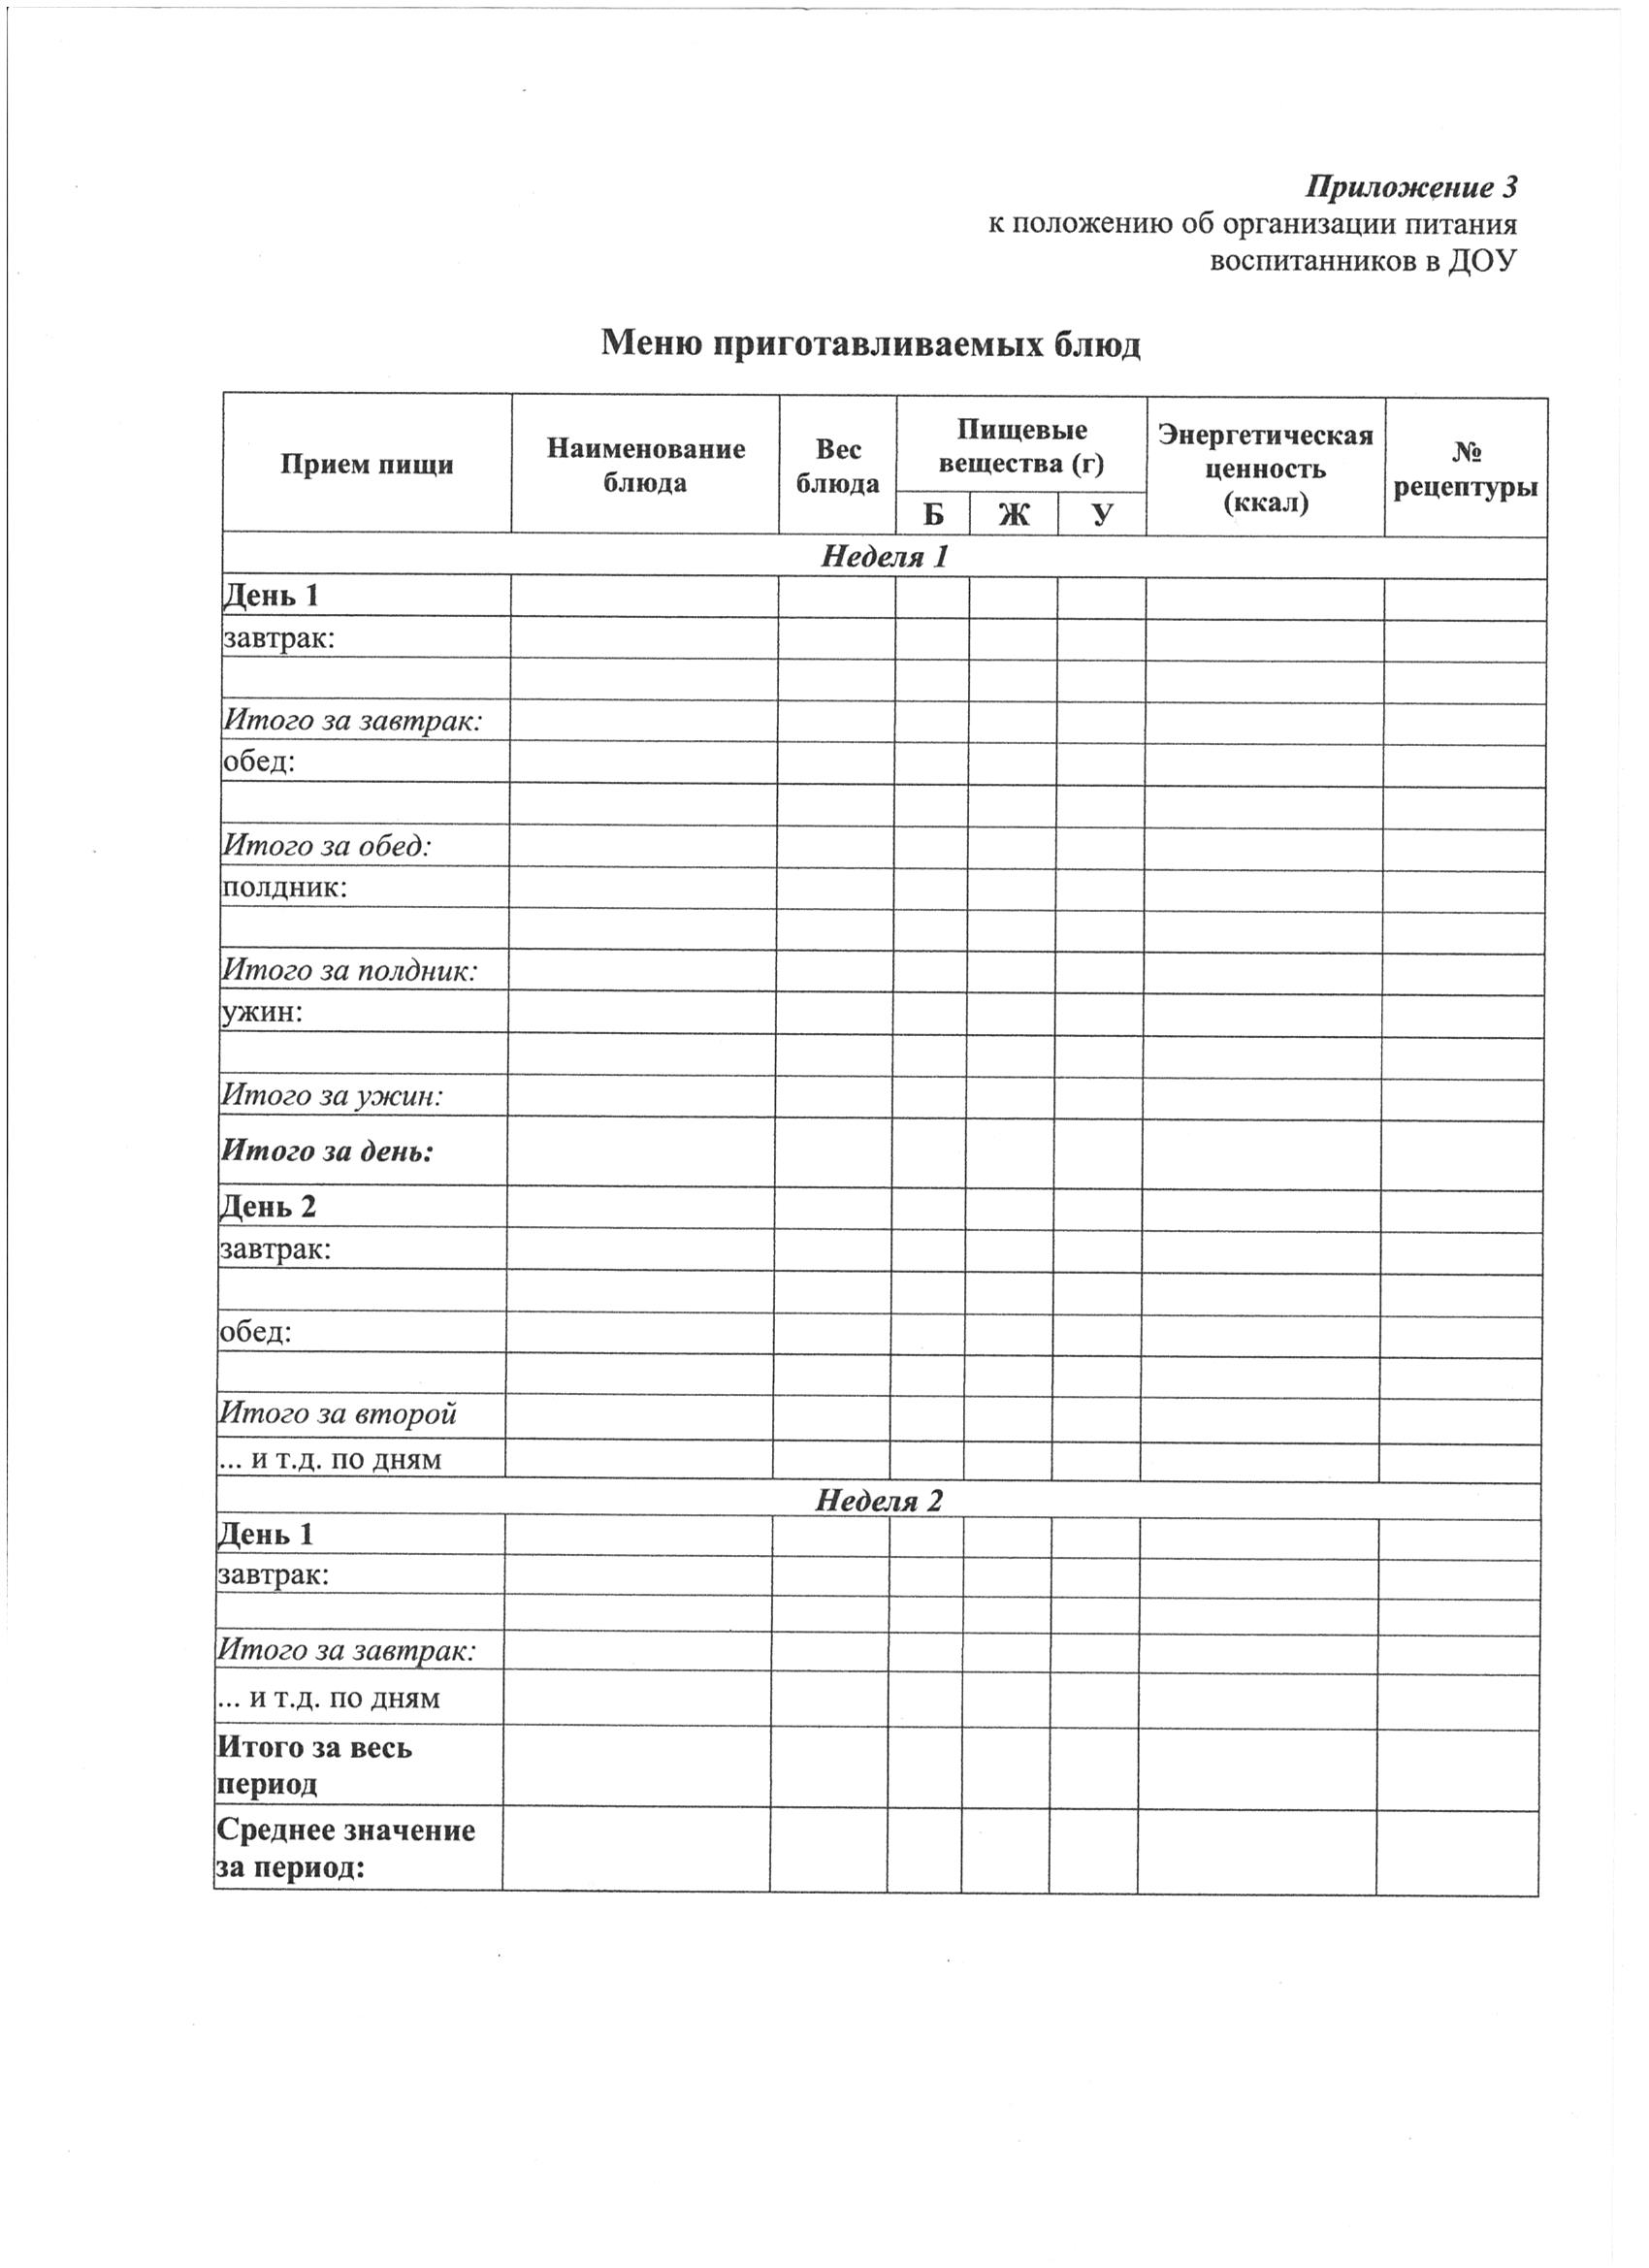 Приложение 3
к положению об организации питания
воспитанников в ДОУ
Меню приготавливаемых блюд
Прием пищи
Наименование
блюда
Вес
блюда
Пищевые
вещества (г)
Б Ж У
Энергетическая
ценность
(ккал)
№
рецептуры
Неделя 1
День 1
завтрак:
Итого за завтрак:
обед:
Итого за обед:
полдник:
Итого за полдник:
ужин:
Итого за ужин:
Итого за день:
День 2
завтрак:
обед:
Итого за второй
... и т.д. по дням
Неделя 2
День 1
завтрак:
Итого за завтрак:
... и т.д. по дням
Итого за весь
период
Среднее значение
за период: